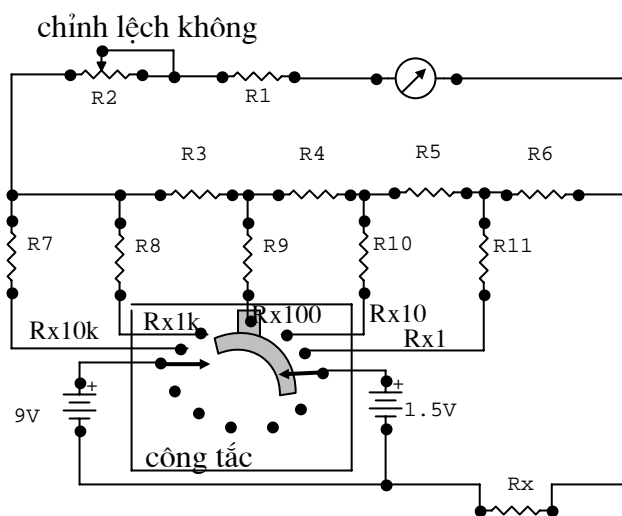 chỉnh lệch không
R2
R1
R3
R4
R5
R6
R7
R8
R9
R10
R11
Rx10k
Rx1k
Rx100
Rx10
Rx1
+
9V
+
1.5V
công tắc
Rx